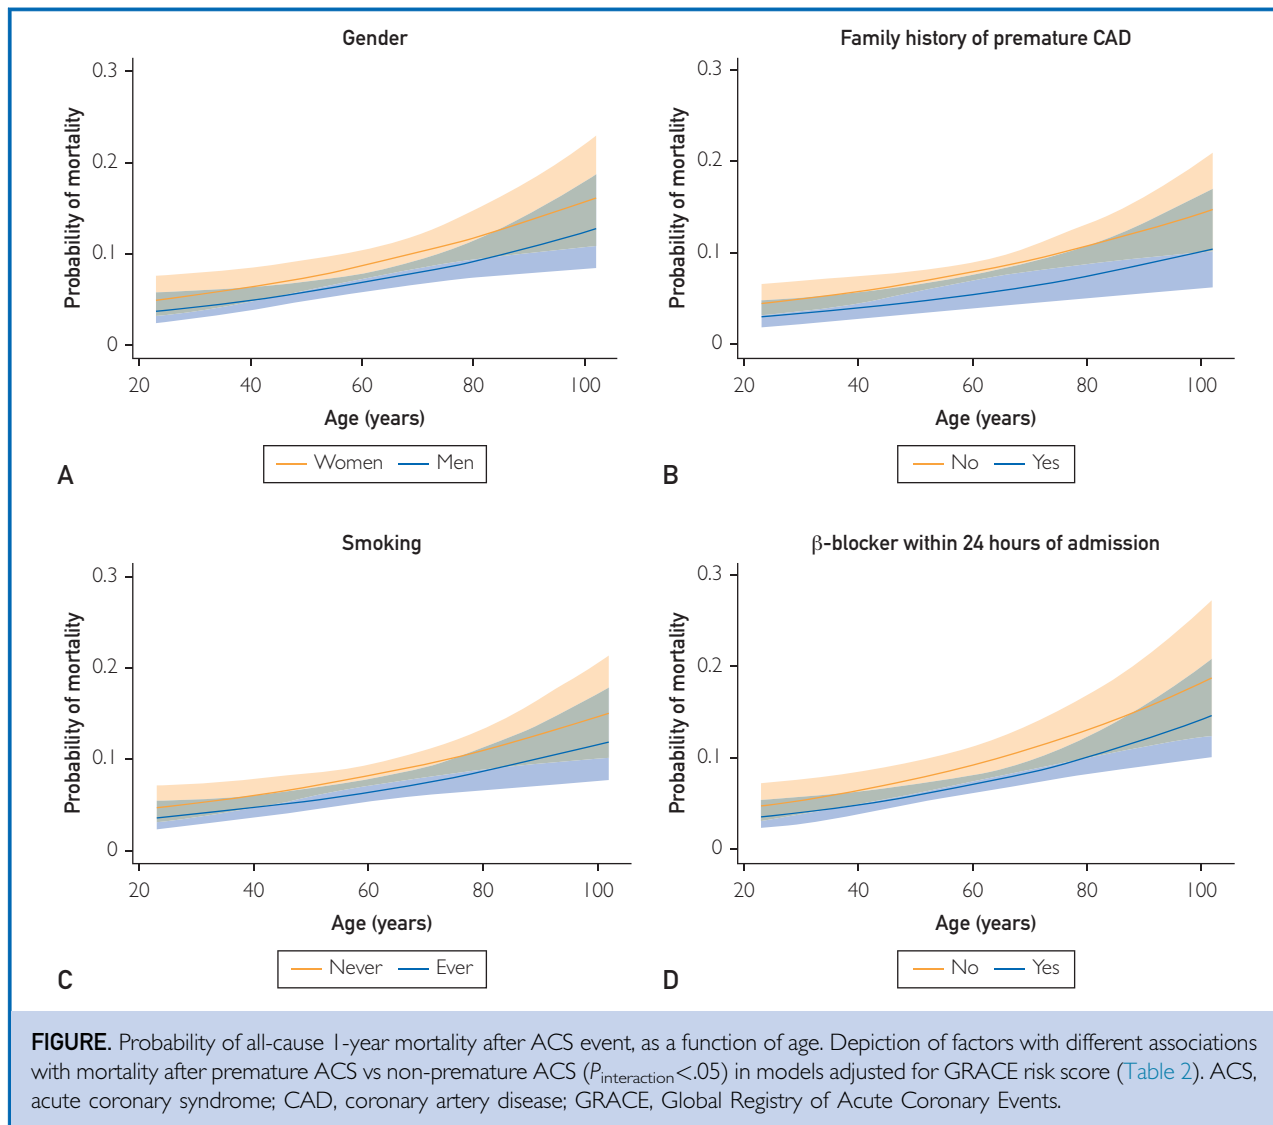 Gender
0.3
0.2
0.1
0
Probability of mortality
20 40 60 80 100
Age (years)
Women Men
A
Family history of premature CAD
0.3
0.2
0.1
0
Probability of mortality
20 40 60 80 100
Age (years)
No Yes
B
Smoking
0.3
0.2
0.1
0
Probability of mortality
20 40 60 80 100
Age (years)
Never Ever
C
β-blocker within 24 hours of admission
0.3
0.2
0.1
0
Probability of mortality
20 40 60 80 100
Age (years)
No Yes
D
FIGURE. Probability of all-cause 1-year mortality after ACS event, as a function of age. Depiction of factors with different associations
with mortality after premature ACS vs non-premature ACS (Pinteraction<.05) in models adjusted for GRACE risk score (Table 2). ACS,
acute coronary syndrome; CAD, coronary artery disease; GRACE, Global Registry of Acute Coronary Events.